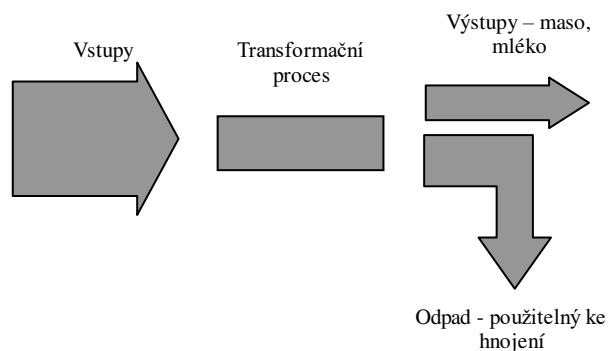 Vstupy
Transformační
proces
Výstupy – maso,
mléko
Odpad - použitelný ke
hnojení